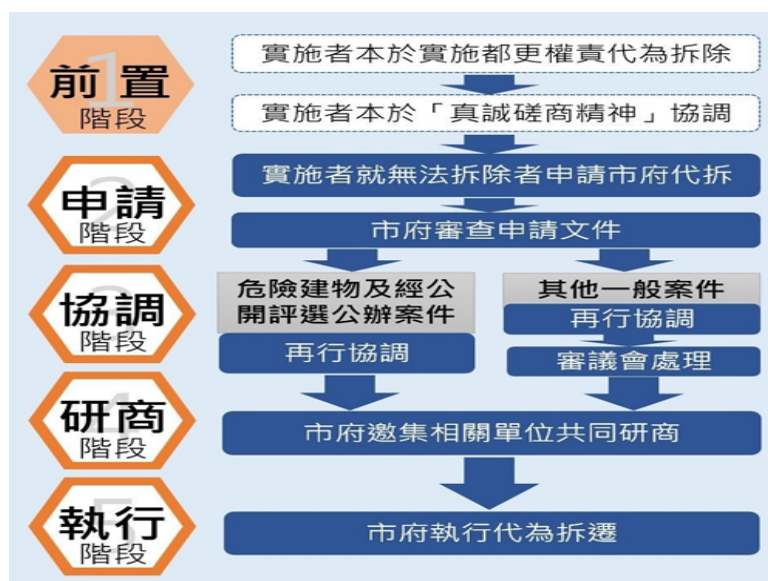 1
前置
階段
實施者本於實施都更權責代為拆除
實施者本於「真誠磋商精神」協調
2
申請
階段
實施者就無法拆除者申請市府代拆
市府審查申請文件
3
協調
階段
危險建物及經公
開評選公辦案件
再行協調
其他一般案件
再行協調
審議會處理
4
研商
階段
市府邀集相關單位共同研商
5
執行
階段
市府執行代為拆遷